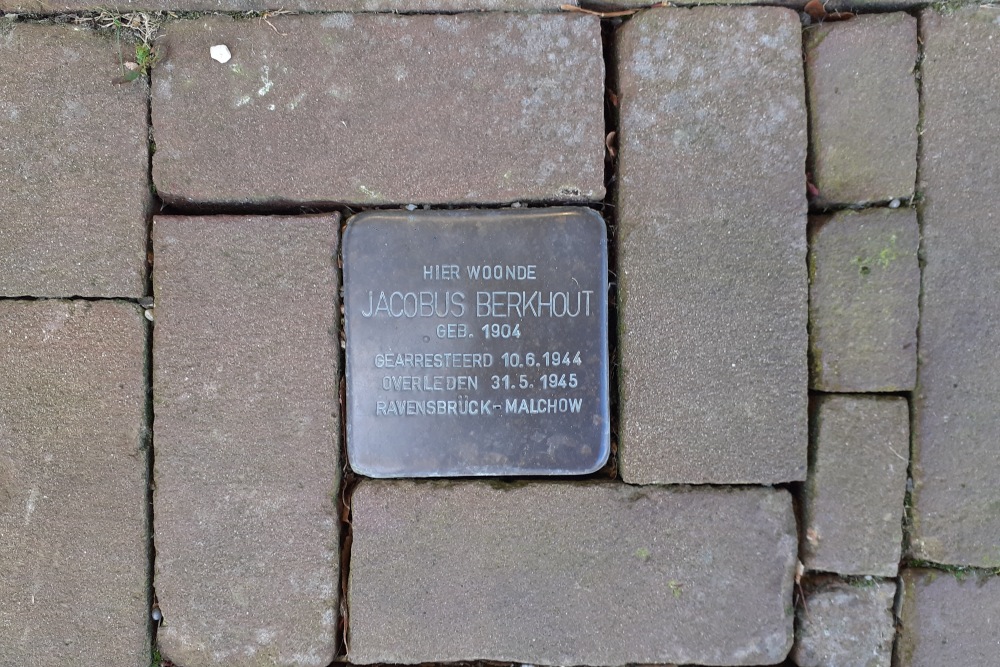 HIER WOONDE
JACOBUS BERKHOUT
GEB. 1904
GEARRESTEERD 10.6.1944
OVERLEDEN 31.5.1945
RAVENSBRÜCK-MALCHOW